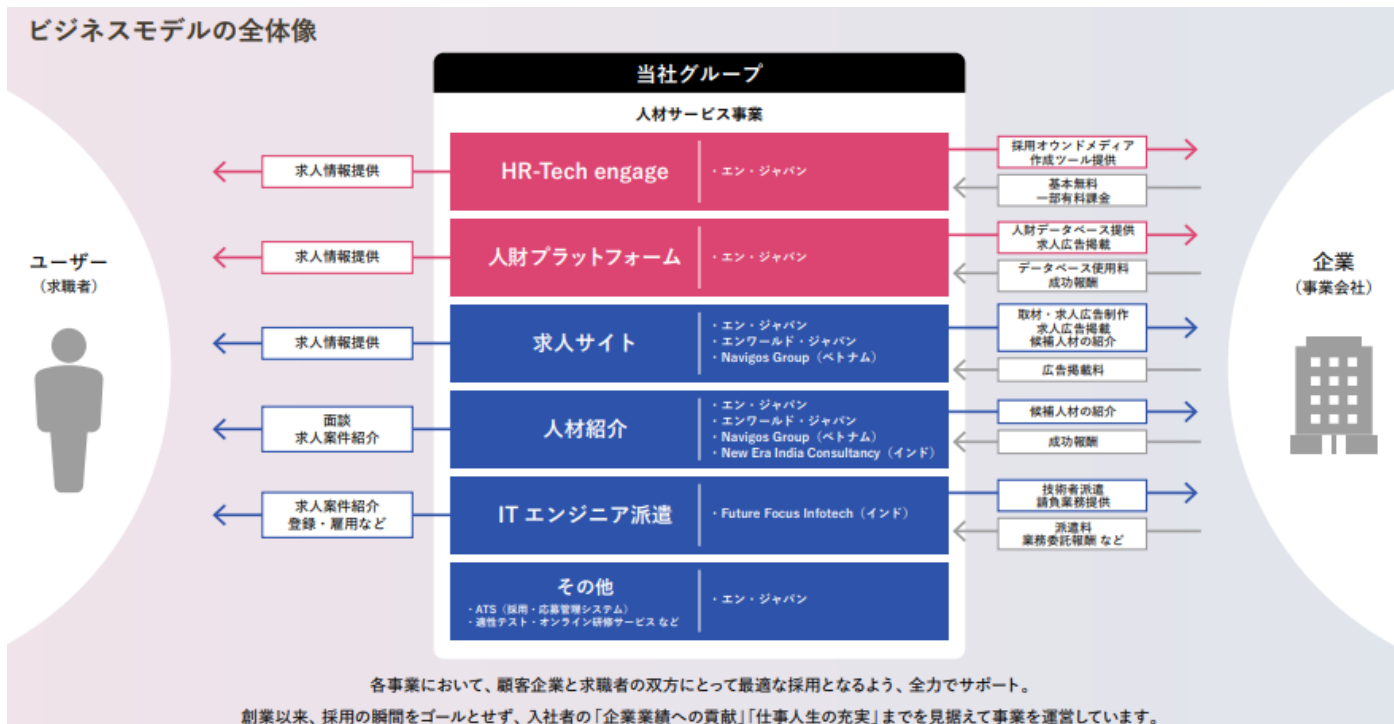 ビジネスモデルの全体像
当社グループ
人材サービス事業
ユーザー
（求職者）
企業
（事業会社）
求人情報提供
HR-Tech engage
・エン・ジャパン
採用オウンドメディア
作成ツール提供
基本無料
一部有料課金
求人情報提供
人財プラットフォーム
・エン・ジャパン
人財データベース提供
求人広告掲載
データベース使用料
成功報酬
求人情報提供
求人サイト
・エン・ジャパン
・エンワールド・ジャパン
・Navigos Group（ベトナム）
取材・求人広告制作
求人広告掲載
候補人材の紹介
広告掲載料
面談
求人案件紹介
人材紹介
・エン・ジャパン
・エンワールド・ジャパン
・Navigos Group（ベトナム）
・New Era India Consultancy（インド）
候補人材の紹介
成功報酬
求人案件紹介
登録・雇用など
IT エンジニア派遣
・Future Focus Infotech（インド）
技術者派遣
請負業務提供
派遣料
業務委託報酬 など
その他
・ATS（採用・応募管理システム）
・適性テスト・オンライン研修サービス など
・エン・ジャパン
各事業において、顧客企業と求職者の双方にとって最適な採用となるよう、全力でサポート。
創業以来、採用の瞬間をゴールとせず、入社者の「企業業績への貢献」「仕事人生の充実」までを見据えて事業を運営しています。